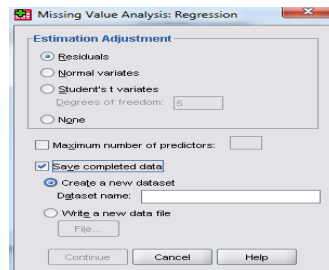 Missing Value Analysis: Regression
Estimation Adjustment
Residuals
Normal variates
Student's t variates
Degrees of freedom: 5
None
Maximum number of predictors:
Save completed data
Create a new dataset
Dataset name:
Write a new data file
File...
Continue Cancel Help